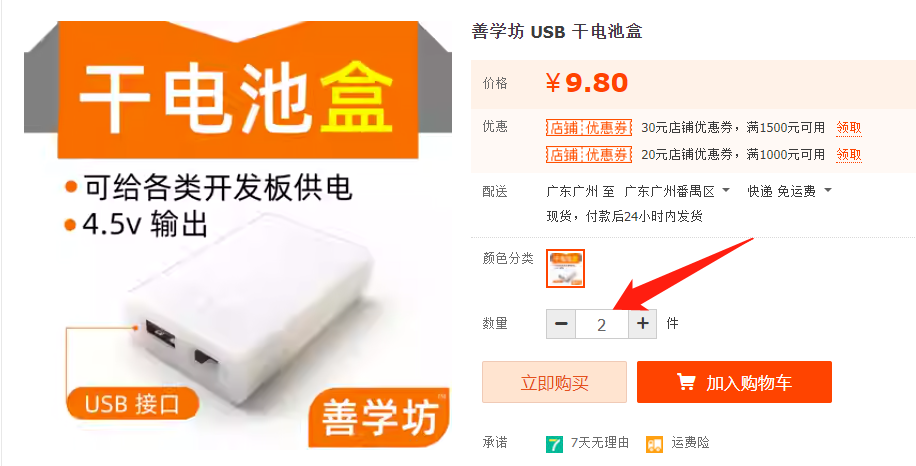 干电池盒
可给各类开发板供电
4.5v 输出
USB 接口
善学坊
善学坊 USB 干电池盒
价格 ￥9.80
优惠 店铺 优惠券 30元店铺优惠券，满1500元可用 领取
店铺 优惠券 20元店铺优惠券，满1000元可用 领取
配送 广东广州 至 广东广州番禺区 快递 免运费
现货，付款后24小时内发货
颜色分类 干电池盒
数量 2 件
立即购买 加入购物车
承诺 7 7天无理由 运费险